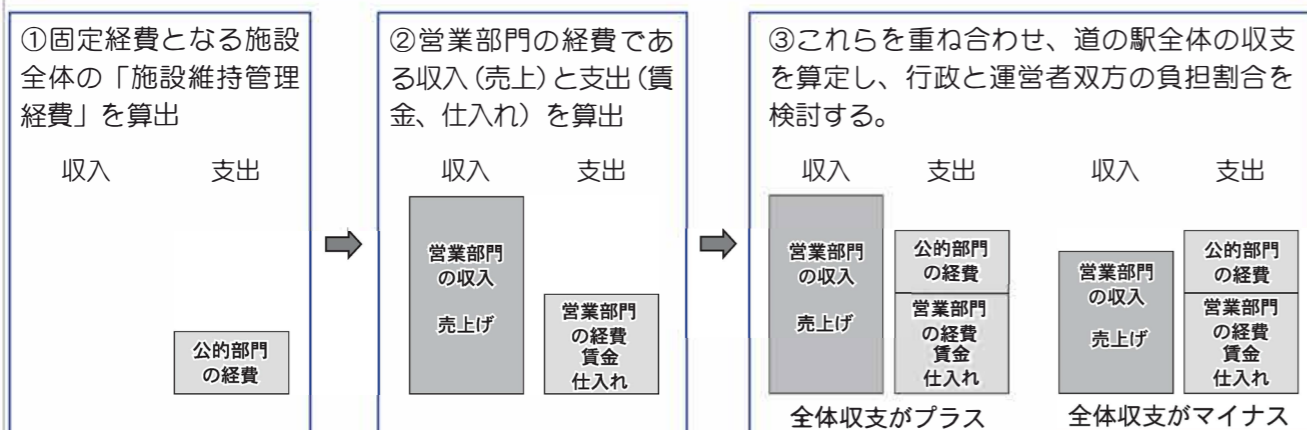 ①固定経費となる施設
全体の「施設維持管理
経費」を算出
収入 支出
公的部門
の経費
②営業部門の経費であ
る収入（売上）と支出（賃
金、仕入れ）を算出
収入 支出
営業部門
の収入
売上げ
営業部門
の経費
賃金
仕入れ
③これらを重ね合わせ、道の駅全体の収支
を算定し、行政と運営者双方の負担割合を
検討する。
収入 支出
営業部門
の収入
売上げ
公的部門
の経費
営業部門
の経費
賃金
仕入れ
全体収支がプラス
収入 支出
営業部門
の収入
売上げ
公的部門
の経費
営業部門
の経費
賃金
仕入れ
全体収支がマイナス